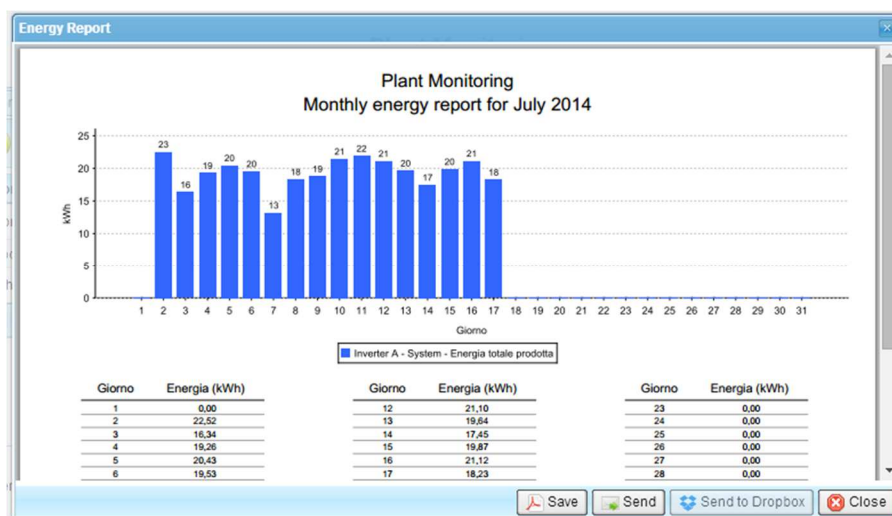 Energy Report
Plant Monitoring
Monthly energy report for July 2014
25
20
15
10
5
0
kWh
23
16
19
20
20
13
18
19
21
22
21
20
17
20
21
18
1 2 3 4 5 6 7 8 9 10 11 12 13 14 15 16 17 18 19 20 21 22 23 24 25 26 27 28 29 30 31
Giorno
Inverter A - System - Energia totale prodotta
Giorno Energia (kWh) Giorno Energia (kWh) Giorno Energia (kWh)
1 0,00 12 21,10 23 0,00
2 22,52 13 19,64 24 0,00
3 16,34 14 17,45 25 0,00
4 19,26 15 19,87 26 0,00
5 20,43 16 21,12 27 0,00
6 19,53 17 18,23 28 0,00
Save Send Send to Dropbox Close